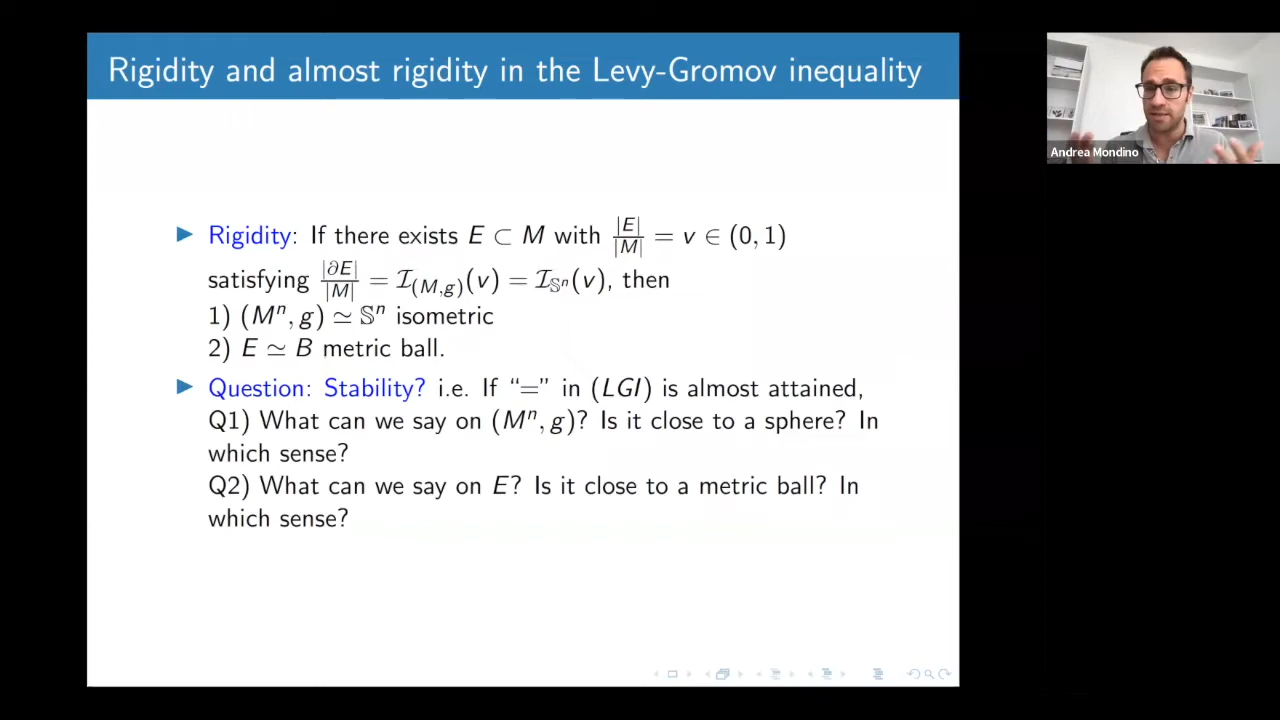 Rigidity and almost rigidity in the Levy-Gromov inequality
Andrea Mondino
▶ Rigidity: If there exists E ⊂ M with |E|/|M| = v ∈ (0, 1)
satisfying |∂E|/|M| = I_(M,g)(v) = I_𝕊ⁿ(v), then
1) (Mⁿ, g) ≃ 𝕊ⁿ isometric
2) E ≃ B metric ball.
▶ Question: Stability? i.e. If “=” in (LGI) is almost attained,
Q1) What can we say on (Mⁿ, g)? Is it close to a sphere? In
which sense?
Q2) What can we say on E? Is it close to a metric ball? In
which sense?